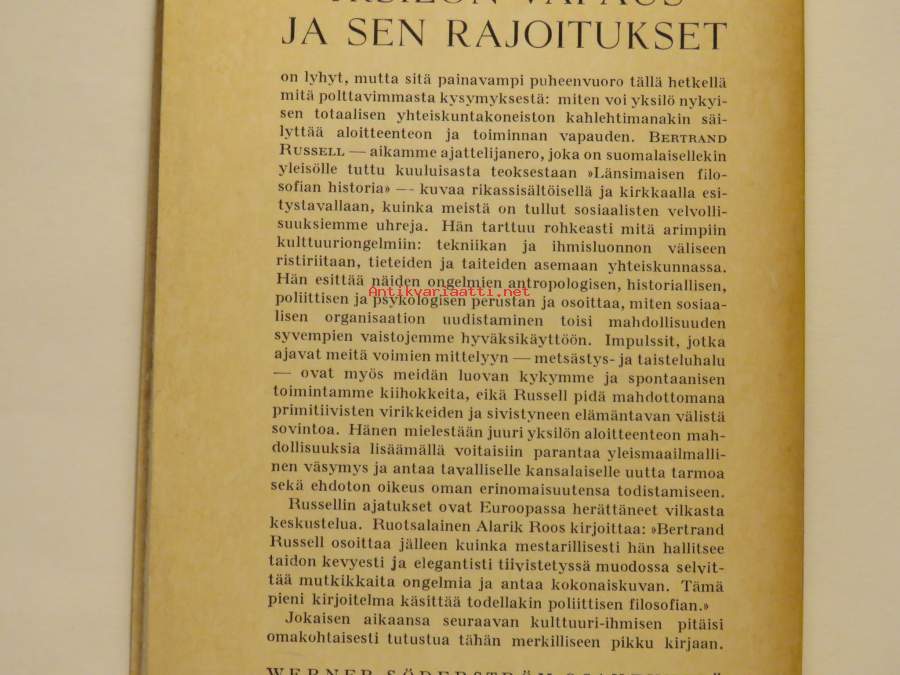 YKSILÖN VAPAUS
JA SEN RAJOITUKSET
on lyhyt, mutta sitä painavampi puheenvuoro tällä hetkellä
mitä polttavimmasta kysymyksestä: miten voi yksilö nykyi-
sen totaalisen yhteiskuntakoneiston kahlehtimanakin säi-
lyttää aloitteenteon ja toiminnan vapauden. BERTRAND
RUSSELL — aikamme ajattelijanero, joka on suomalaisellekin
yleisölle tuttu kuuluisasta teoksestaan »Länsimaisen filo-
sofian historia» — kuvaa rikassisältöisellä ja kirkkaalla esi-
tystavallaan, kuinka meistä on tullut sosiaalisten velvolli-
suuksiemme uhreja. Hän tarttuu rohkeasti mitä arimpiin
kulttuuriongelmiin: tekniikan ja ihmisluonnon väliseen
ristiriitaan, tieteiden ja taiteiden asemaan yhteiskunnassa.
Hän esittää näiden ongelmien antropologisen, historiallisen,
Antikvariaatti.net
poliittisen ja psykologisen perustan ja osoittaa, miten sosiaa-
lisen organisaation uudistaminen toisi mahdollisuuden
syvempien vaistojemme hyväksikäyttöön. Impulssit, jotka
ajavat meitä voimien mittelyyn — metsästys- ja taisteluhalu
— ovat myös meidän luovan kykymme ja spontaanisen
toimintamme kiihokkeita, eikä Russell pidä mahdottomana
primitiivisten virikkeiden ja sivistyneen elämäntavan välistä
sovintoa. Hänen mielestään juuri yksilön aloitteenteon mah-
dollisuuksia lisäämällä voitaisiin parantaa yleismaailmalli-
nen väsymys ja antaa tavalliselle kansalaiselle uutta tarmoa
sekä ehdoton oikeus oman erinomaisuutensa todistamiseen.
Russellin ajatukset ovat Euroopassa herättäneet vilkasta
keskustelua. Ruotsalainen Alarik Roos kirjoittaa: »Bertrand
Russell osoittaa jälleen kuinka mestarillisesti hän hallitsee
taidon kevyesti ja elegantisti tiivistetyssä muodossa selvit-
tää mutkikkaita ongelmia ja antaa kokonaiskuvan. Tämä
pieni kirjoitelma käsittää todellakin poliittisen filosofian.»
Jokaisen aikaansa seuraavan kulttuuri-ihmisen pitäisi
omakohtaisesti tutustua tähän merkilliseen pikku kirjaan.
WERNER SÖDERSTRÖM